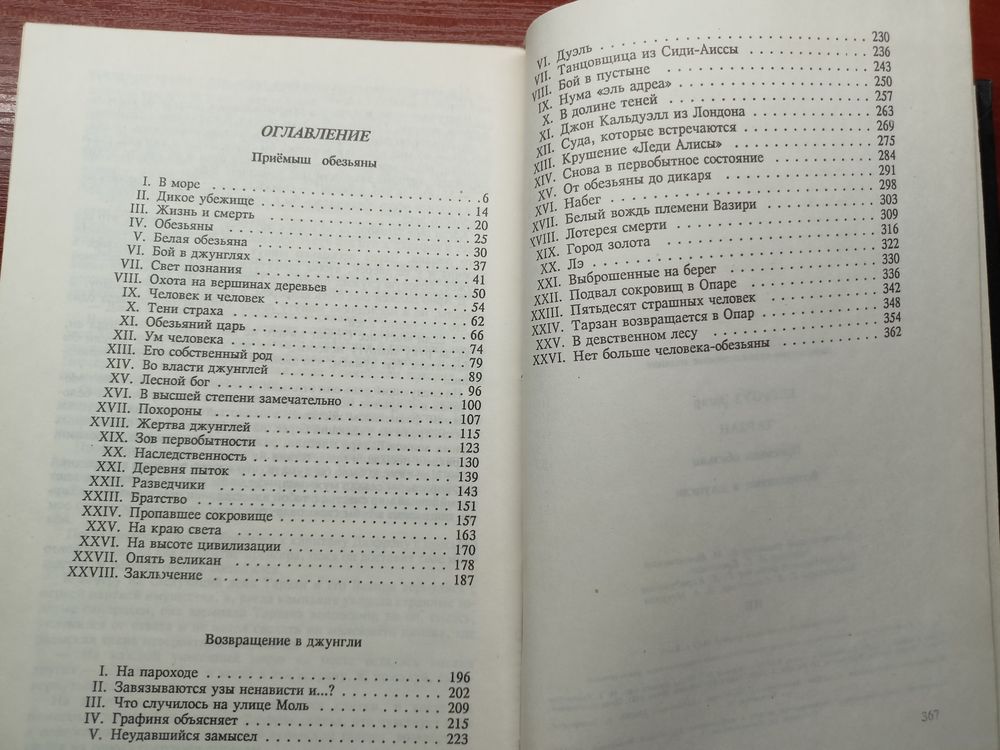 ОГЛАВЛЕНИЕ
Приёмыш обезьяны
I. В море . . . . . . . . . . . . . . . . . . . . 6
II. Дикое убежище . . . . . . . . . . . . . . . . . . . . 14
III. Жизнь и смерть . . . . . . . . . . . . . . . . . . . . 20
IV. Обезьяны . . . . . . . . . . . . . . . . . . . . 25
V. Белая обезьяна . . . . . . . . . . . . . . . . . . . . 30
VI. Бой в джунглях . . . . . . . . . . . . . . . . . . . . 37
VII. Свет познания . . . . . . . . . . . . . . . . . . . . 41
VIII. Охота на вершинах деревьев . . . . . . . . . . . . . . . 50
IX. Человек и человек . . . . . . . . . . . . . . . . . . . . 54
X. Тени страха . . . . . . . . . . . . . . . . . . . . 62
XI. Обезьяний царь . . . . . . . . . . . . . . . . . . . . 66
XII. Ум человека . . . . . . . . . . . . . . . . . . . . 74
XIII. Его собственный род . . . . . . . . . . . . . . . . . . 79
XIV. Во власти джунглей . . . . . . . . . . . . . . . . . . 89
XV. Лесной бог . . . . . . . . . . . . . . . . . . . . 96
XVI. В высшей степени замечательно . . . . . . . . . . . . 100
XVII. Похороны . . . . . . . . . . . . . . . . . . . . 107
XVIII. Жертва джунглей . . . . . . . . . . . . . . . . . . . . 115
XIX. Зов первобытности . . . . . . . . . . . . . . . . . . 123
XX. Наследственность . . . . . . . . . . . . . . . . . . 130
XXI. Деревня пыток . . . . . . . . . . . . . . . . . . . . 139
XXII. Разведчики . . . . . . . . . . . . . . . . . . . . 143
XXIII. Братство . . . . . . . . . . . . . . . . . . . . 151
XXIV. Пропавшее сокровище . . . . . . . . . . . . . . . . . . 157
XXV. На краю света . . . . . . . . . . . . . . . . . . . . 163
XXVI. На высоте цивилизации . . . . . . . . . . . . . . . . 170
XXVII. Опять великан . . . . . . . . . . . . . . . . . . . . 178
XXVIII. Заключение . . . . . . . . . . . . . . . . . . . . 187
Возвращение в джунгли
I. На пароходе . . . . . . . . . . . . . . . . . . . . 196
II. Завязываются узы ненависти и...? . . . . . . . . . . . . 202
III. Что случилось на улице Моль . . . . . . . . . . . . . . 209
IV. Графиня объясняет . . . . . . . . . . . . . . . . . . 215
V. Неудавшийся замысел . . . . . . . . . . . . . . . . . . 223
VI. Дуэль . . . . . . . . . . . . . . . . . . . . 230
VII. Танцовщица из Сиди-Аиссы . . . . . . . . . . . . . . 236
VIII. Бой в пустыне . . . . . . . . . . . . . . . . . . . . 243
IX. Нума «эль адреа» . . . . . . . . . . . . . . . . . . 250
X. В долине теней . . . . . . . . . . . . . . . . . . . . 257
XI. Джон Кальдуэлл из Лондона . . . . . . . . . . . . . . 263
XII. Суда, которые встречаются . . . . . . . . . . . . . . 269
XIII. Крушение «Леди Алисы» . . . . . . . . . . . . . . . . 275
XIV. Снова в первобытное состояние . . . . . . . . . . . . 284
XV. От обезьяны до дикаря . . . . . . . . . . . . . . . . 291
XVI. Набег . . . . . . . . . . . . . . . . . . . . 298
XVII. Белый вождь племени Вазири . . . . . . . . . . . . . . 303
XVIII. Лотерея смерти . . . . . . . . . . . . . . . . . . . . 309
XIX. Город золота . . . . . . . . . . . . . . . . . . . . 316
XX. Лэ . . . . . . . . . . . . . . . . . . . . 322
XXI. Выброшенные на берег . . . . . . . . . . . . . . . . 330
XXII. Подвал сокровищ в Опаре . . . . . . . . . . . . . . 336
XXIII. Пятьдесят страшных человек . . . . . . . . . . . . . . 342
XXIV. Тарзан возвращается в Опар . . . . . . . . . . . . . . 348
XXV. В девственном лесу . . . . . . . . . . . . . . . . . . 354
XXVI. Нет больше человека-обезьяны . . . . . . . . . . . . 362
367